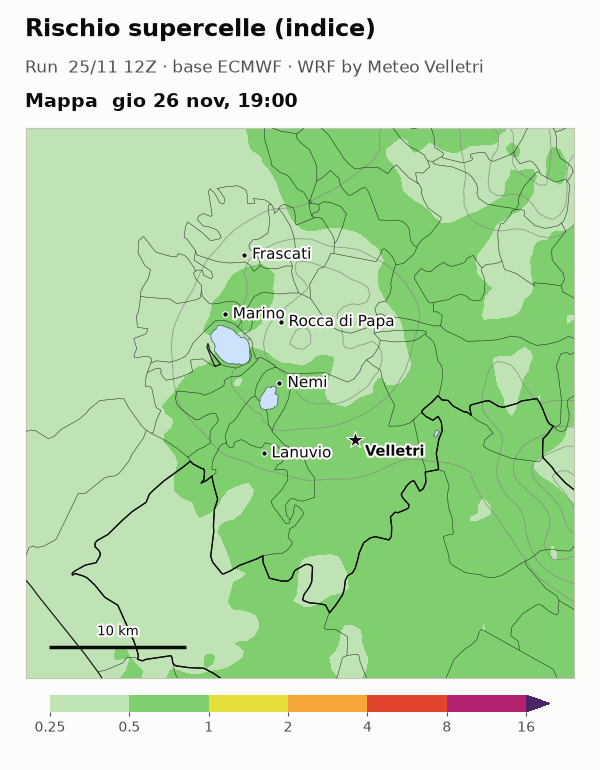 Rischio supercelle (indice)
Run  25/11 12Z · base ECMWF · WRF by Meteo Velletri
Mappa  gio 26 nov, 19:00
Frascati
Marino
Rocca di Papa
Nemi
Velletri
Lanuvio
10 km
0.25 0.5 1 2 4 8 16